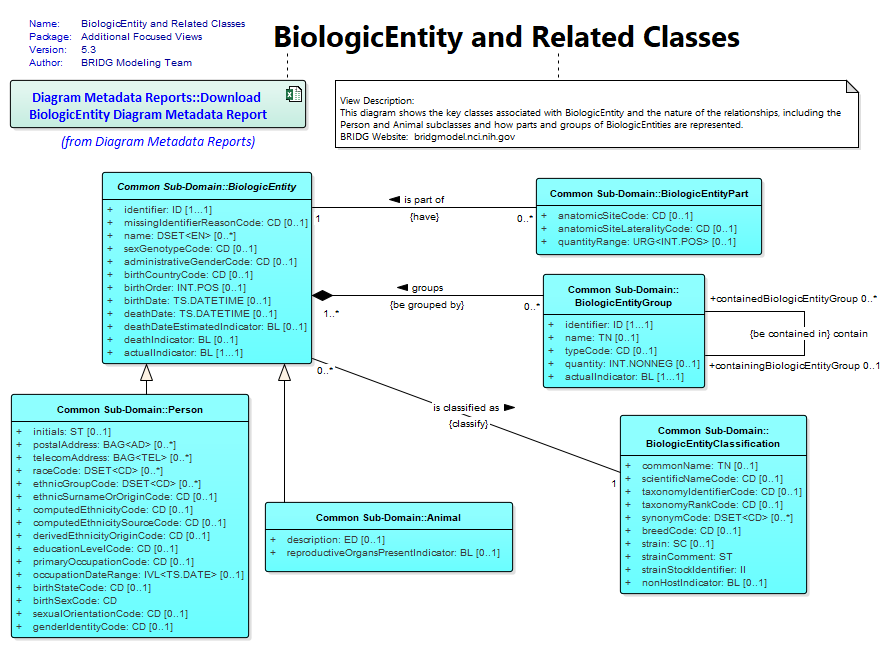 Name: BiologicEntity and Related Classes
Package: Additional Focused Views
Version: 5.3
Author: BRIDG Modeling Team
BiologicEntity and Related Classes
Diagram Metadata Reports::Download
BiologicEntity Diagram Metadata Report
(from Diagram Metadata Reports)
View Description:
This diagram shows the key classes associated with BiologicEntity and the nature of the relationships, including the
Person and Animal subclasses and how parts and groups of BiologicEntities are represented.
BRIDG Website: bridgmodel.nci.nih.gov
Common Sub-Domain::BiologicEntity
+ identifier: ID [1...1]
+ missingIdentifierReasonCode: CD [0..1]
+ name: DSET<EN> [0..*]
+ sexGenotypeCode: CD [0..1]
+ administrativeGenderCode: CD [0..1]
+ birthCountryCode: CD [0..1]
+ birthOrder: INT.POS [0..1]
+ birthDate: TS.DATETIME [0..1]
+ deathDate: TS.DATETIME [0..1]
+ deathDateEstimatedIndicator: BL [0..1]
+ deathIndicator: BL [0..1]
+ actualIndicator: BL [1...1]
is part of
{have}
1
0..*
Common Sub-Domain::BiologicEntityPart
+ anatomicSiteCode: CD [0..1]
+ anatomicSiteLateralityCode: CD [0..1]
+ quantityRange: URG<INT.POS> [0..1]
groups
{be grouped by}
1..*
0..*
Common Sub-Domain::
BiologicEntityGroup
+ identifier: ID [1...1]
+ name: TN [0..1]
+ typeCode: CD [0..1]
+ quantity: INT.NONNEG [0..1]
+ actualIndicator: BL [1...1]
+containedBiologicEntityGroup 0..*
{be contained in} contain
+containingBiologicEntityGroup 0..1
0..*
is classified as
{classify}
1
Common Sub-Domain::Person
+ initials: ST [0..1]
+ postalAddress: BAG<AD> [0..*]
+ telecomAddress: BAG<TEL> [0..*]
+ raceCode: DSET<CD> [0..*]
+ ethnicGroupCode: DSET<CD> [0..*]
+ ethnicSurnameOrOriginCode: CD [0..1]
+ computedEthnicityCode: CD [0..1]
+ computedEthnicitySourceCode: CD [0..1]
+ derivedEthnicityOriginCode: CD [0..1]
+ educationLevelCode: CD [0..1]
+ primaryOccupationCode: CD [0..1]
+ occupationDateRange: IVL<TS.DATE> [0..1]
+ birthStateCode: CD [0..1]
+ birthSexCode: CD
+ sexualOrientationCode: CD [0..1]
+ genderIdentityCode: CD [0..1]
Common Sub-Domain::Animal
+ description: ED [0..1]
+ reproductiveOrgansPresentIndicator: BL [0..1]
Common Sub-Domain::
BiologicEntityClassification
+ commonName: TN [0..1]
+ scientificNameCode: CD [0..1]
+ taxonomyIdentifierCode: CD [0..1]
+ taxonomyRankCode: CD [0..1]
+ synonymCode: DSET<CD> [0..*]
+ breedCode: CD [0..1]
+ strain: SC [0..1]
+ strainComment: ST
+ strainStockIdentifier: II
+ nonHostIndicator: BL [0..1]